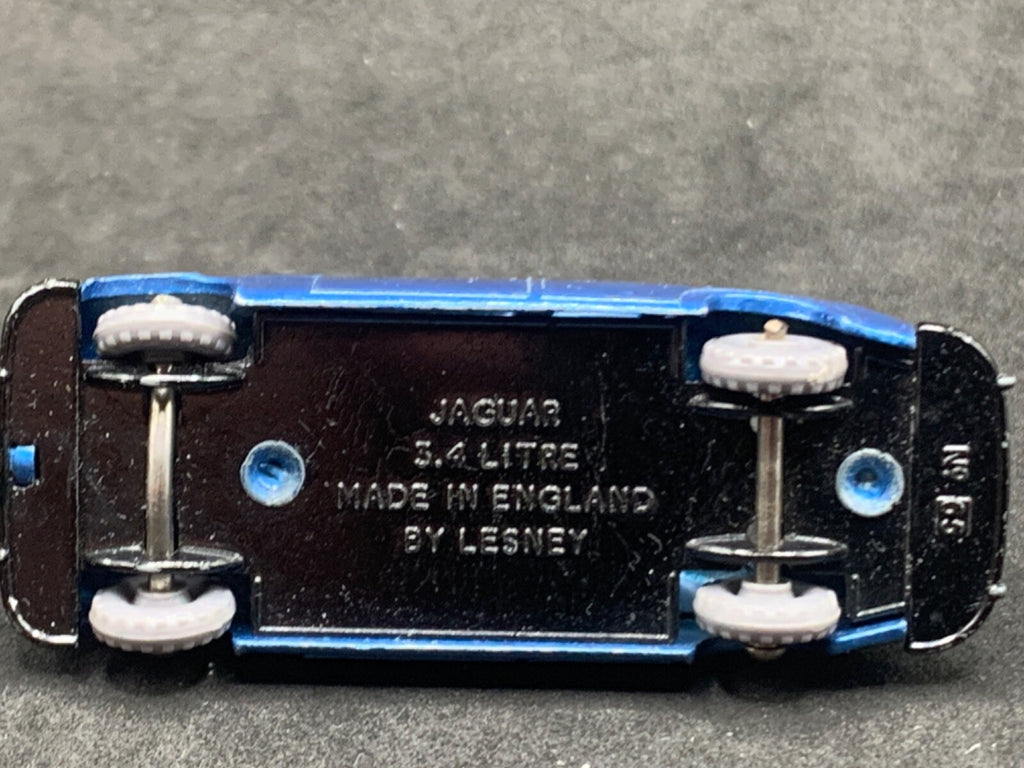 JAGUAR
3.4 LITRE
MADE IN ENGLAND
BY LESNEY
Nº 65